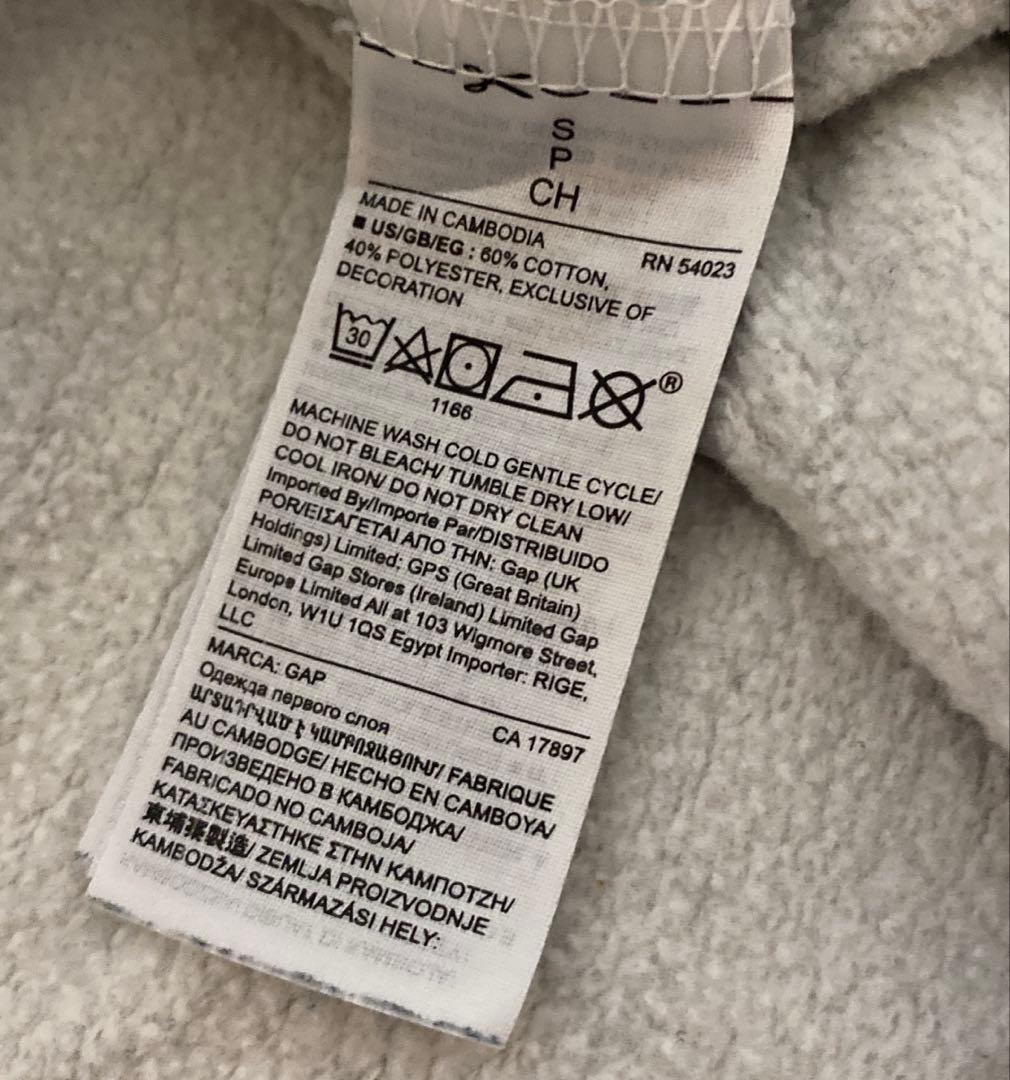 S
P
CH
MADE IN CAMBODIA
RN 54023
■ US/GB/EG : 60% COTTON,
40% POLYESTER, EXCLUSIVE OF
DECORATION
30
®
1166
MACHINE WASH COLD GENTLE CYCLE/
DO NOT BLEACH/ TUMBLE DRY LOW/
COOL IRON/ DO NOT DRY CLEAN
Imported By/Importe Par/DISTRIBUIDO
POR/ΕΙΣΑΓΕΤΑΙ ΑΠΟ ΤΗΝ: Gap (UK
Holdings) Limited; GPS (Great Britain)
Limited Gap Stores (Ireland) Limited Gap
Europe Limited All at 103 Wigmore Street,
London, W1U 1QS Egypt Importer: RIGE,
LLC
MARCA: GAP
CA 17897
Одежда первого слоя
ԱՐՏԱԴՐՎԱԾ Է ԿԱՄԲՈՋԱՅՈՒՄ/ FABRIQUE
AU CAMBODGE/ HECHO EN CAMBOYA/
ПРОИЗВЕДЕНО В КАМБОДЖА/
FABRICADO NO CAMBOJA/
ΚΑΤΑΣΚΕΥΑΣΤΗΚΕ ΣΤΗΝ ΚΑΜΠΟΤΖΗ/
東埔寨製造/ ZEMLJA PROIZVODNJE
KAMBODŽA/ SZÁRMAZÁSI HELY: